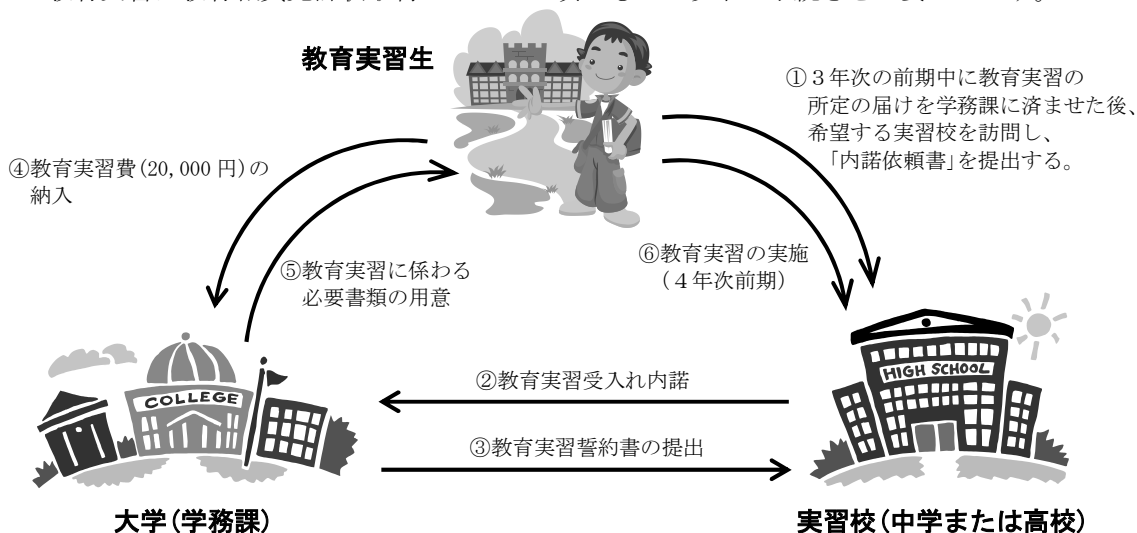 教育実習生
①３年次の前期中に教育実習の
所定の届けを学務課に済ませた後、
希望する実習校を訪問し、
「内諾依頼書」を提出する。
④教育実習費(20,000円)の
納入
⑤教育実習に係わる
必要書類の用意
⑥教育実習の実施
(４年次前期)
②教育実習受入れ内諾
③教育実習誓約書の提出
COLLEGE
HIGH SCHOOL
大学(学務課)
実習校(中学または高校)